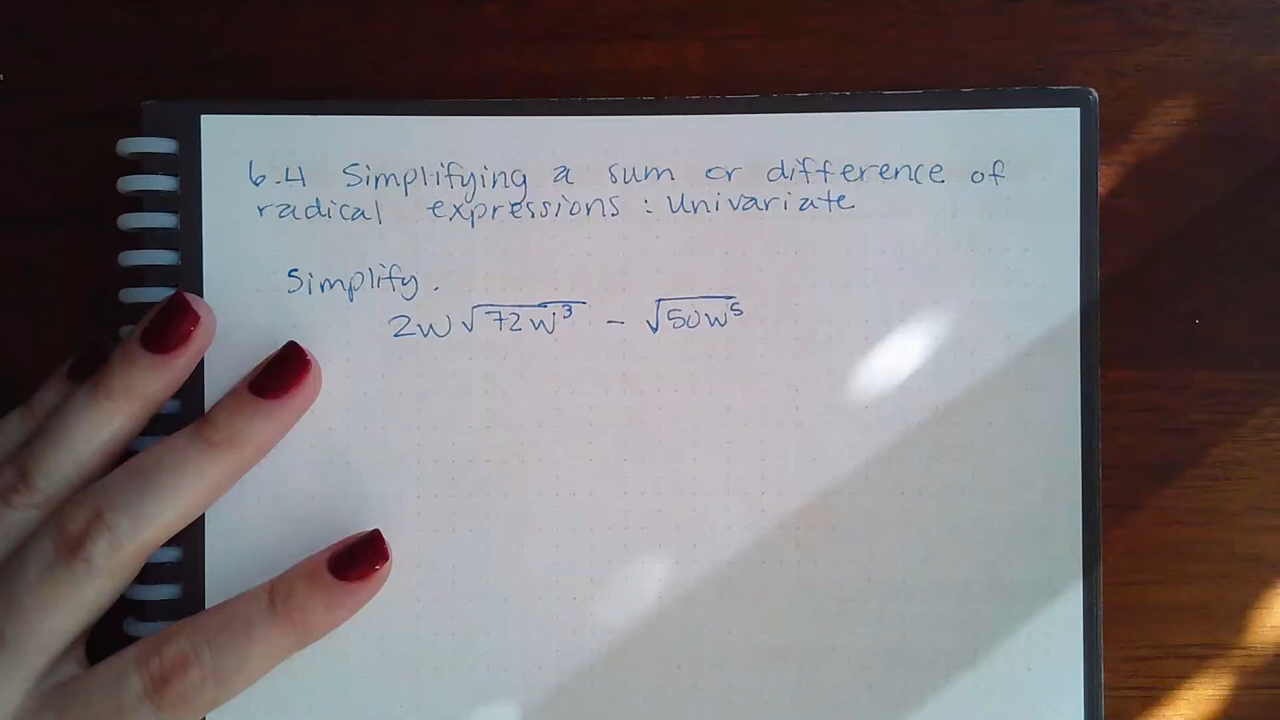 6.4 Simplifying a sum or difference of
radical expressions : Univariate
Simplify.
2w√72w³ - √50w⁵